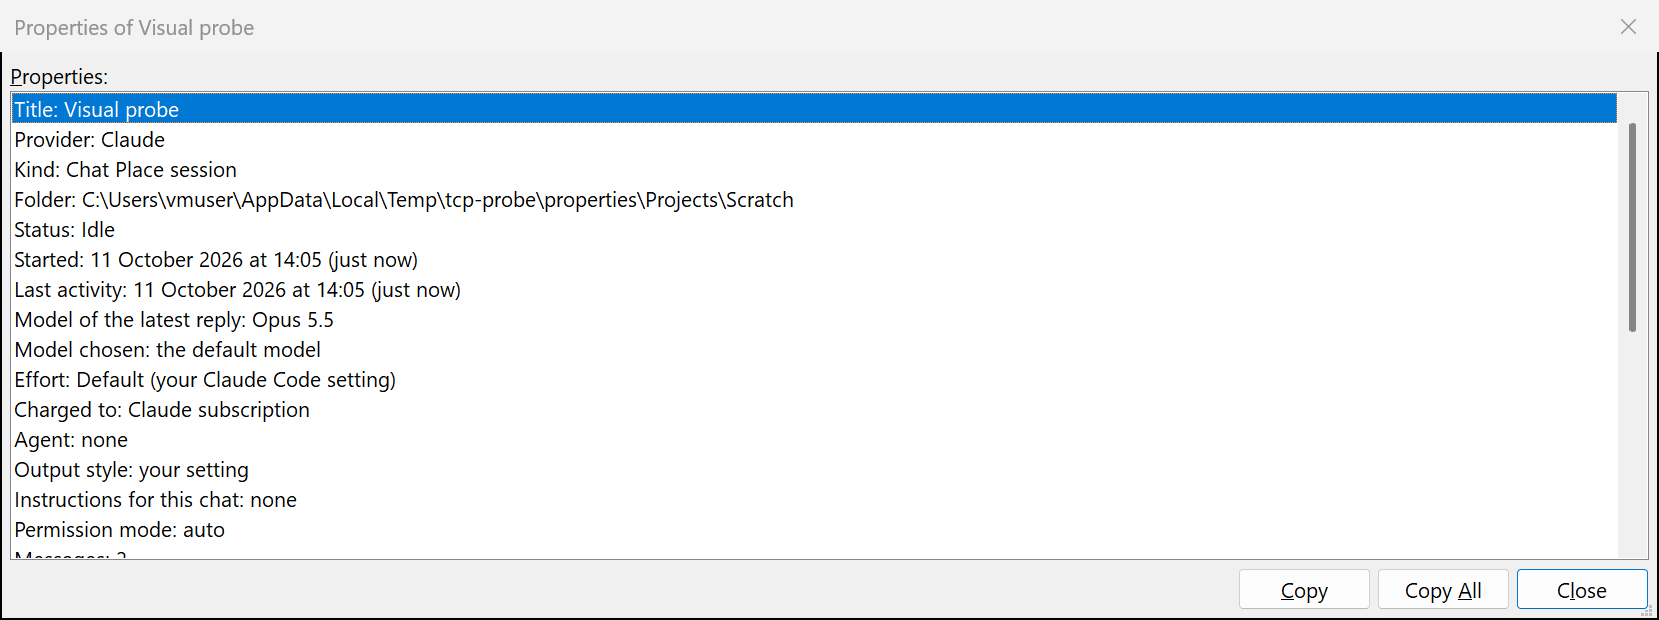 Properties of Visual probe
Properties:
Title: Visual probe
Provider: Claude
Kind: Chat Place session
Folder: C:\Users\vmuser\AppData\Local\Temp\tcp-probe\properties\Projects\Scratch
Status: Idle
Started: 11 October 2026 at 14:05 (just now)
Last activity: 11 October 2026 at 14:05 (just now)
Model of the latest reply: Opus 5.5
Model chosen: the default model
Effort: Default (your Claude Code setting)
Charged to: Claude subscription
Agent: none
Output style: your setting
Instructions for this chat: none
Permission mode: auto
Messages: 2
Copy
Copy All
Close